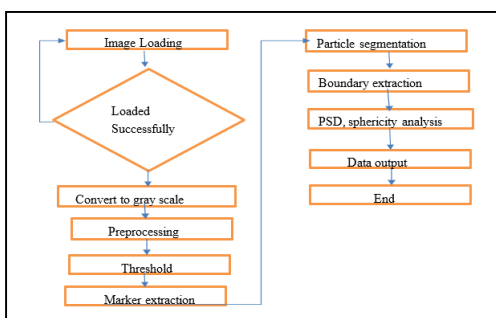 Image Loading
Loaded
Successfully
Convert to gray scale
Preprocessing
Threshold
Marker extraction
Particle segmentation
Boundary extraction
PSD, sphericity analysis
Data output
End